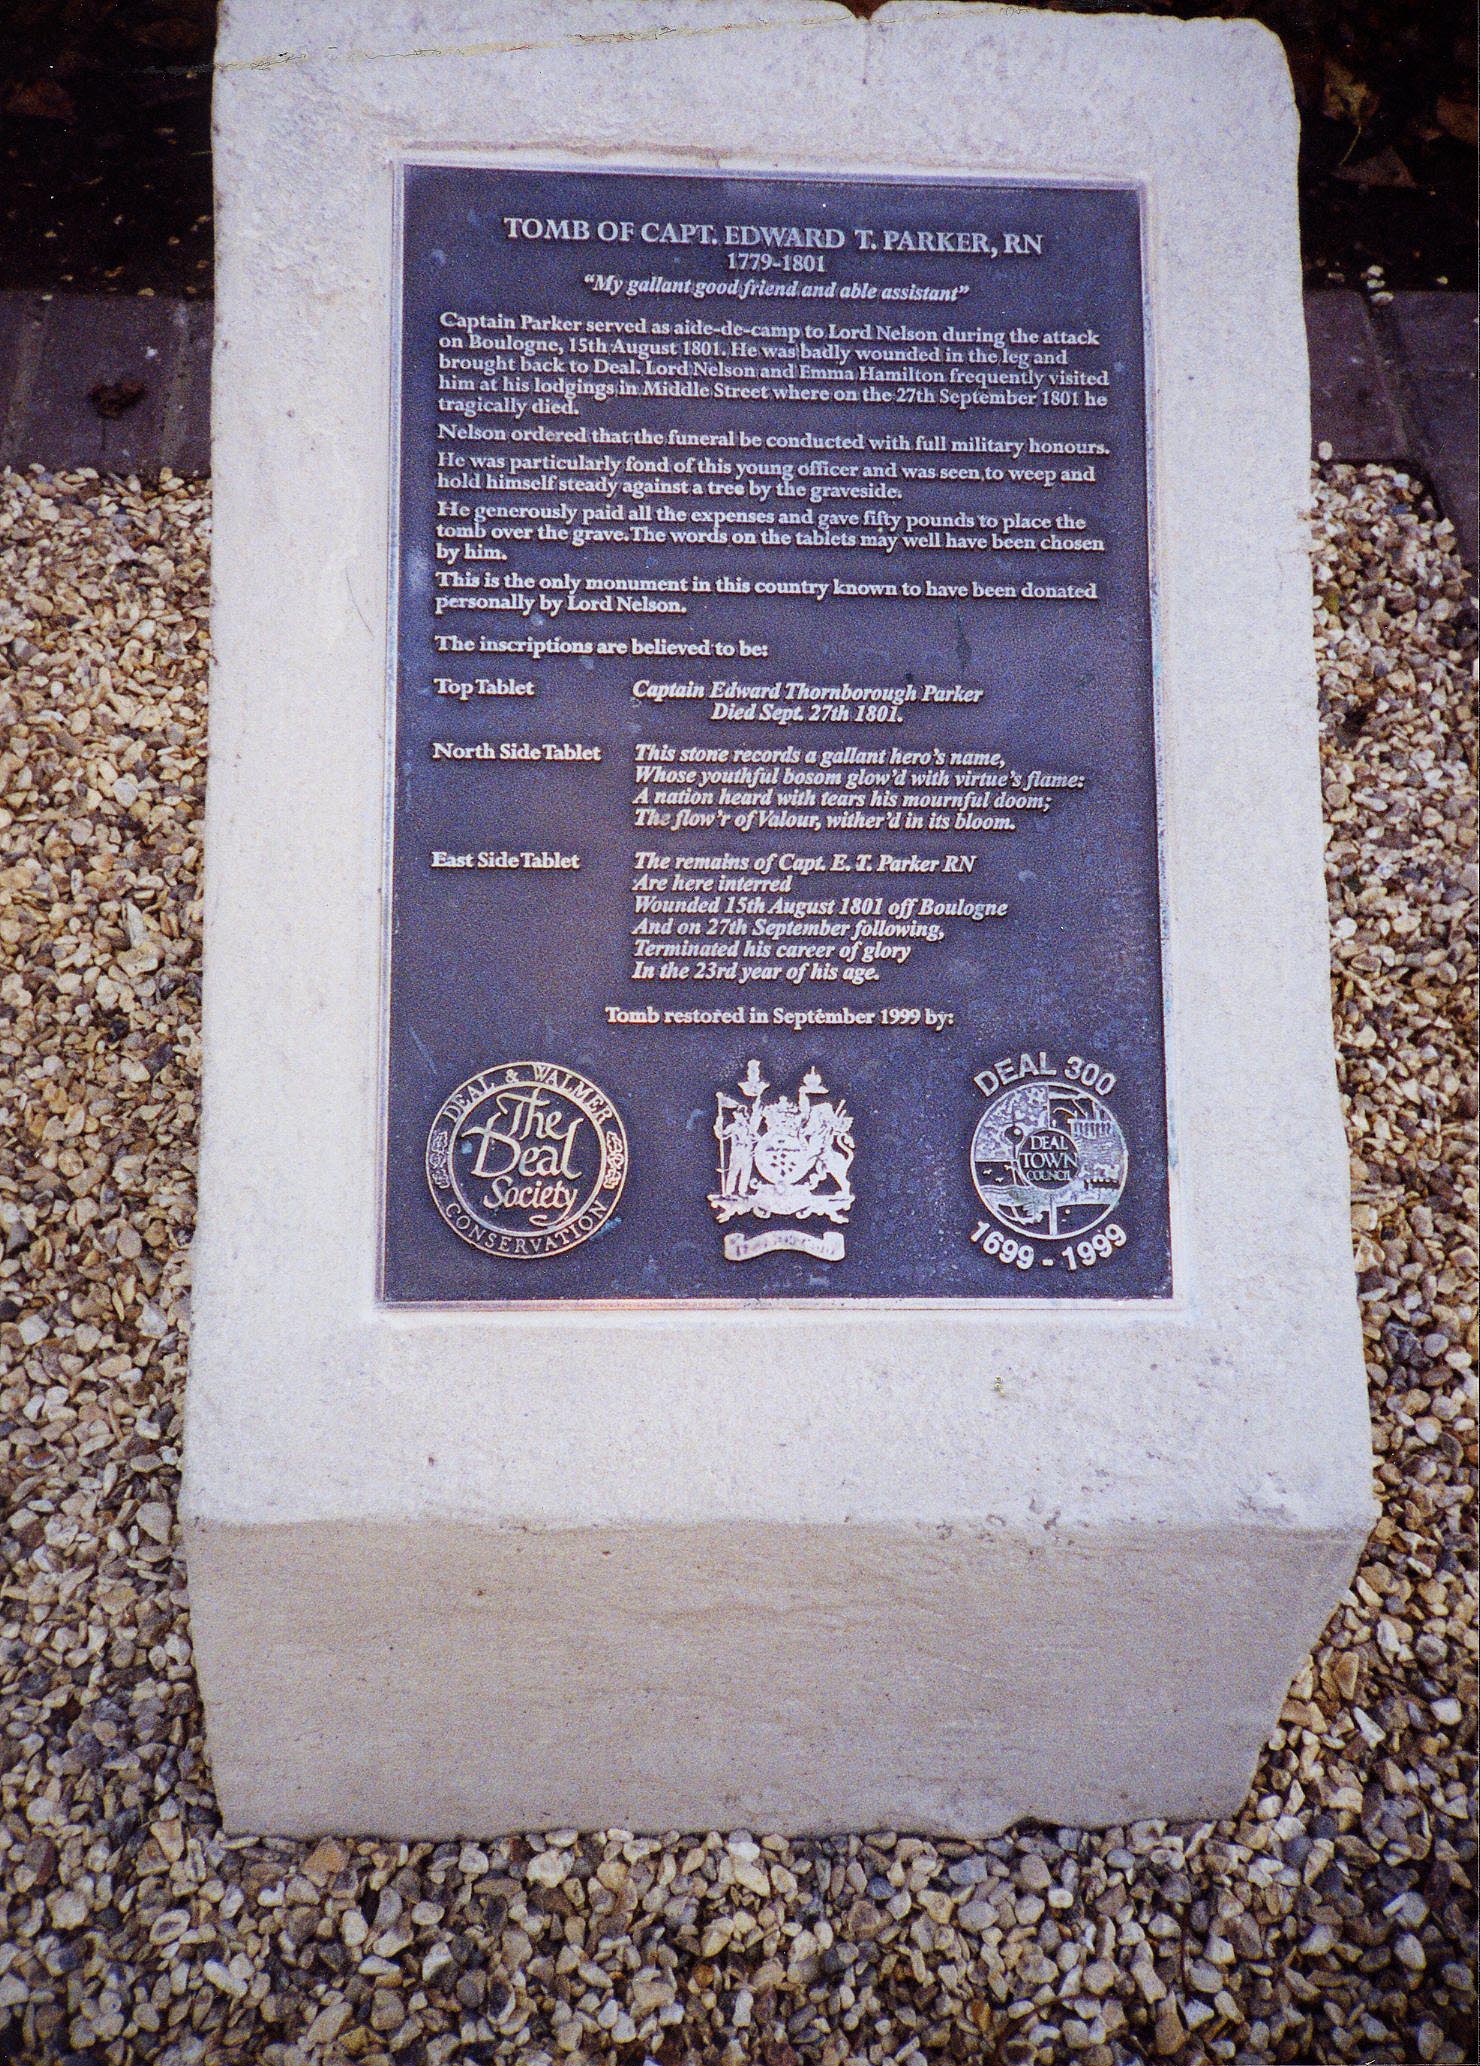 TOMB OF CAPT. EDWARD T. PARKER, RN
1779-1801
“My gallant good friend and able assistant”
Captain Parker served as aide-de-camp to Lord Nelson during the attack
on Boulogne, 15th August 1801. He was badly wounded in the leg and
brought back to Deal. Lord Nelson and Emma Hamilton frequently visited
him at his lodgings in Middle Street where on the 27th September 1801 he
tragically died.
Nelson ordered that the funeral be conducted with full military honours.
He was particularly fond of this young officer and was seen to weep and
hold himself steady against a tree by the graveside.
He generously paid all the expenses and gave fifty pounds to place the
tomb over the grave. The words on the tablets may well have been chosen
by him.
This is the only monument in this country known to have been donated
personally by Lord Nelson.
The inscriptions are believed to be:
Top Tablet Captain Edward Thornborough Parker
Died Sept. 27th 1801.
North Side Tablet This stone records a gallant hero's name,
Whose youthful bosom glow'd with virtue's flame:
A nation heard with tears his mournful doom;
The flow'r of Valour, wither'd in its bloom.
East Side Tablet The remains of Capt. E. T. Parker RN
Are here interred
Wounded 15th August 1801 off Boulogne
And on 27th September following,
Terminated his career of glory
In the 23rd year of his age.
Tomb restored in September 1999 by:
DEAL & WALMER
The
Deal
Society
CONSERVATION
DEAL 300
DEAL
TOWN
COUNCIL
1699 - 1999